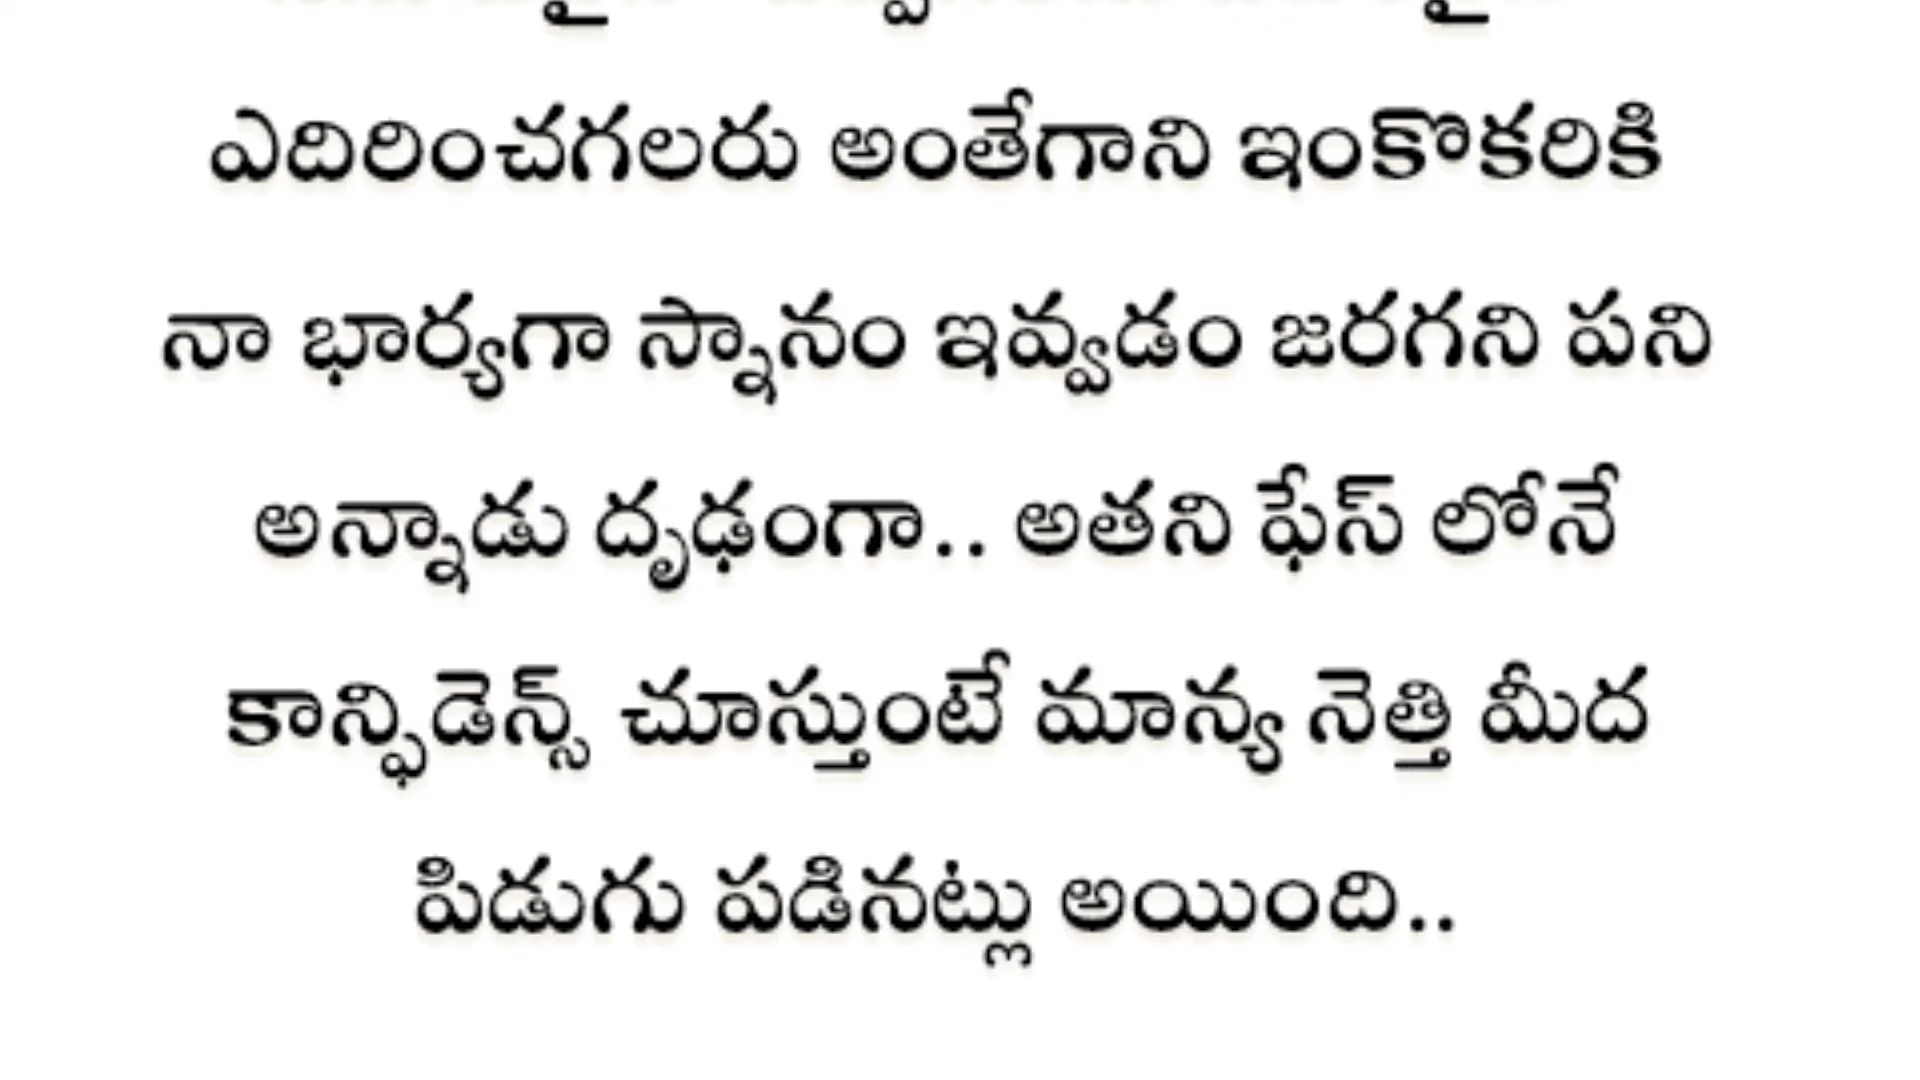 ఎదిరించగలరు అంతేగాని ఇంకొకరికి
నా భార్యగా స్నానం ఇవ్వడం జరగని పని
అన్నాడు దృఢంగా.. అతని ఫేస్ లోనే
కాన్ఫిడెన్స్ చూస్తుంటే మాన్య నెత్తి మీద
పిడుగు పడినట్లు అయింది..